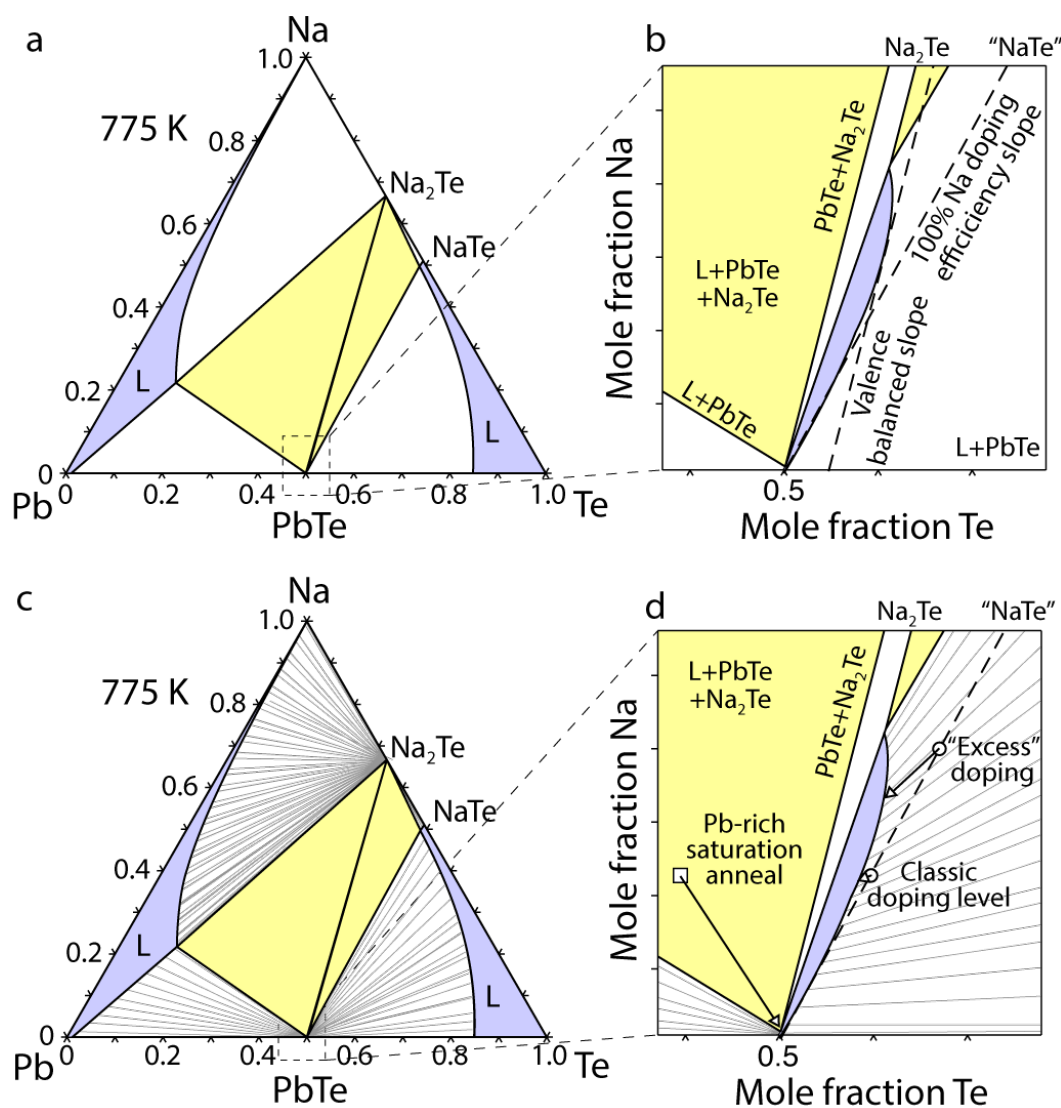 a
Na
1.0
775 K
0.8
0.6
0.4
0.2
0
Na₂Te
NaTe
L
L
0
0.2
0.4
0.6
0.8
1.0
Pb
PbTe
Te
b
Na₂Te
“NaTe”
Mole fraction Na
PbTe+Na₂Te
100% Na doping
efficiciency slope
L+PbTe
+Na₂Te
Valence
balanced slope
L+PbTe
L+PbTe
0.5
Mole fraction Te
c
Na
1.0
775 K
0.8
0.6
0.4
0.2
0
Na₂Te
NaTe
L
L
0
0.2
0.4
0.6
0.8
1.0
Pb
PbTe
Te
d
Na₂Te
“NaTe”
Mole fraction Na
L+PbTe
+Na₂Te
PbTe+Na₂Te
“Excess”
doping
Pb-rich
saturation
anneal
Classic
doping level
0.5
Mole fraction Te